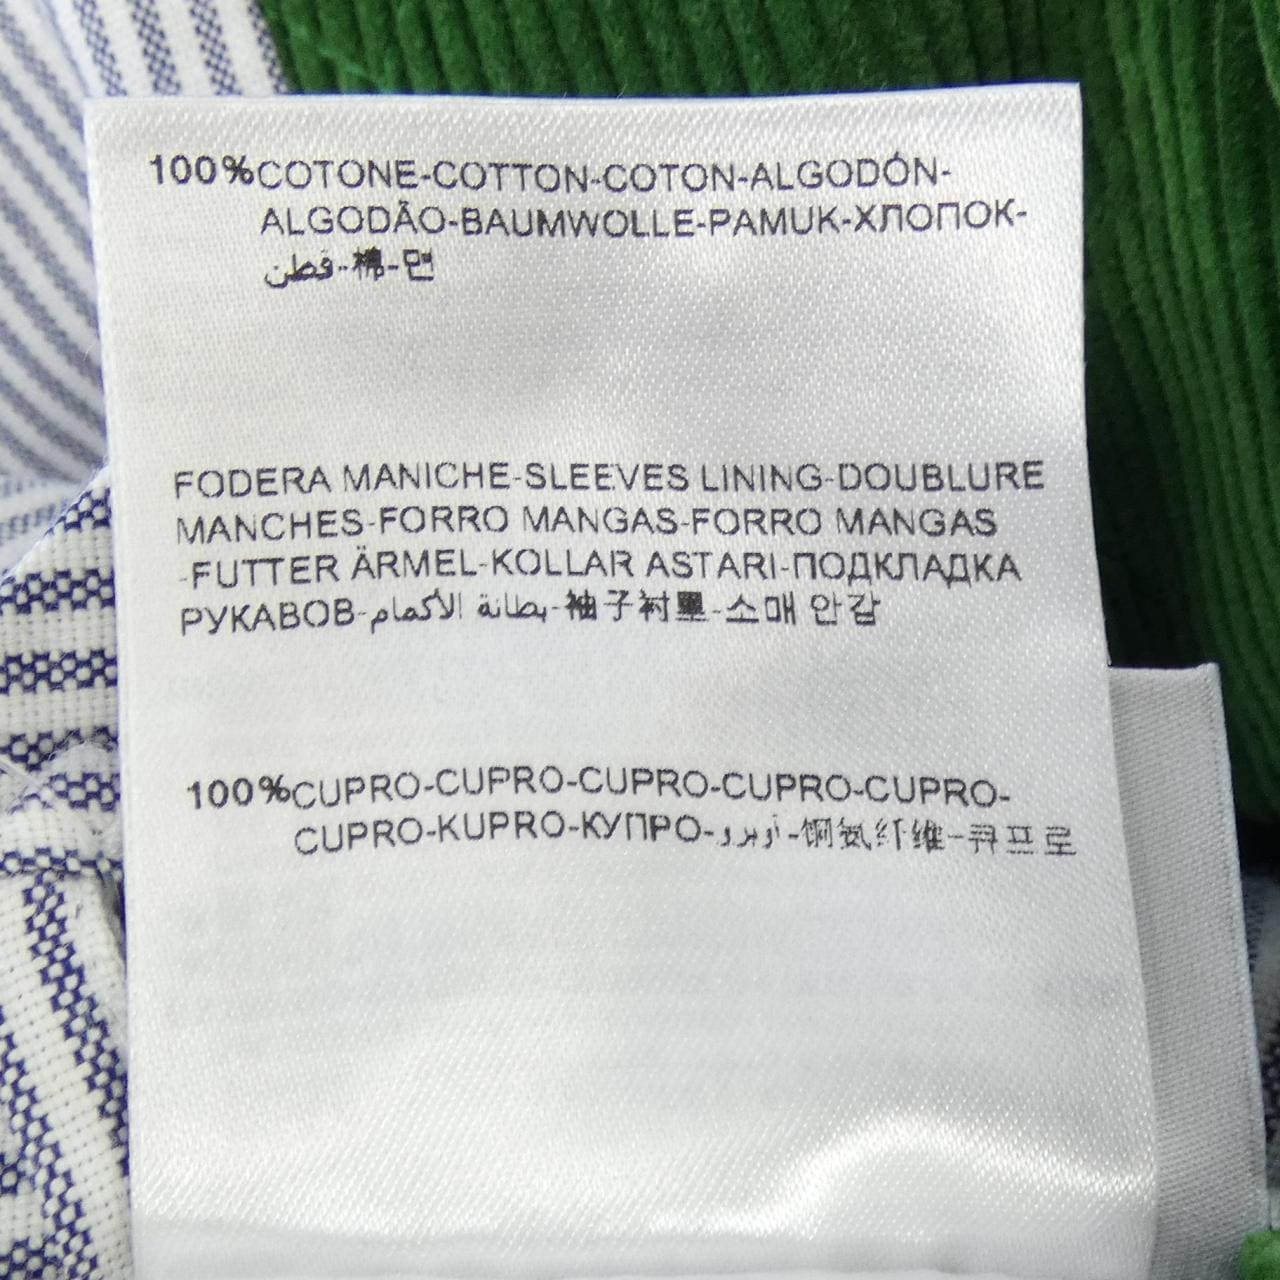 100%COTONE-COTTON-COTON-ALGODÓN-
ALGODÃO-BAUMWOLLE-PAMUK-ХЛОПОК-
قطن-棉-면
FODERA MANICHE-SLEEVES LINING-DOUBLURE
MANCHES-FORRO MANGAS-FORRO MANGAS
-FUTTER ÄRMEL-KOLLAR ASTARI-ПОДКЛАДКА
РУКАВОВ-بطانة الأكمام-袖子衬里-소매 안감
100%CUPRO-CUPRO-CUPRO-CUPRO-CUPRO-
CUPRO-KUPRO-КУПРО-铜氨纤维-큐프로